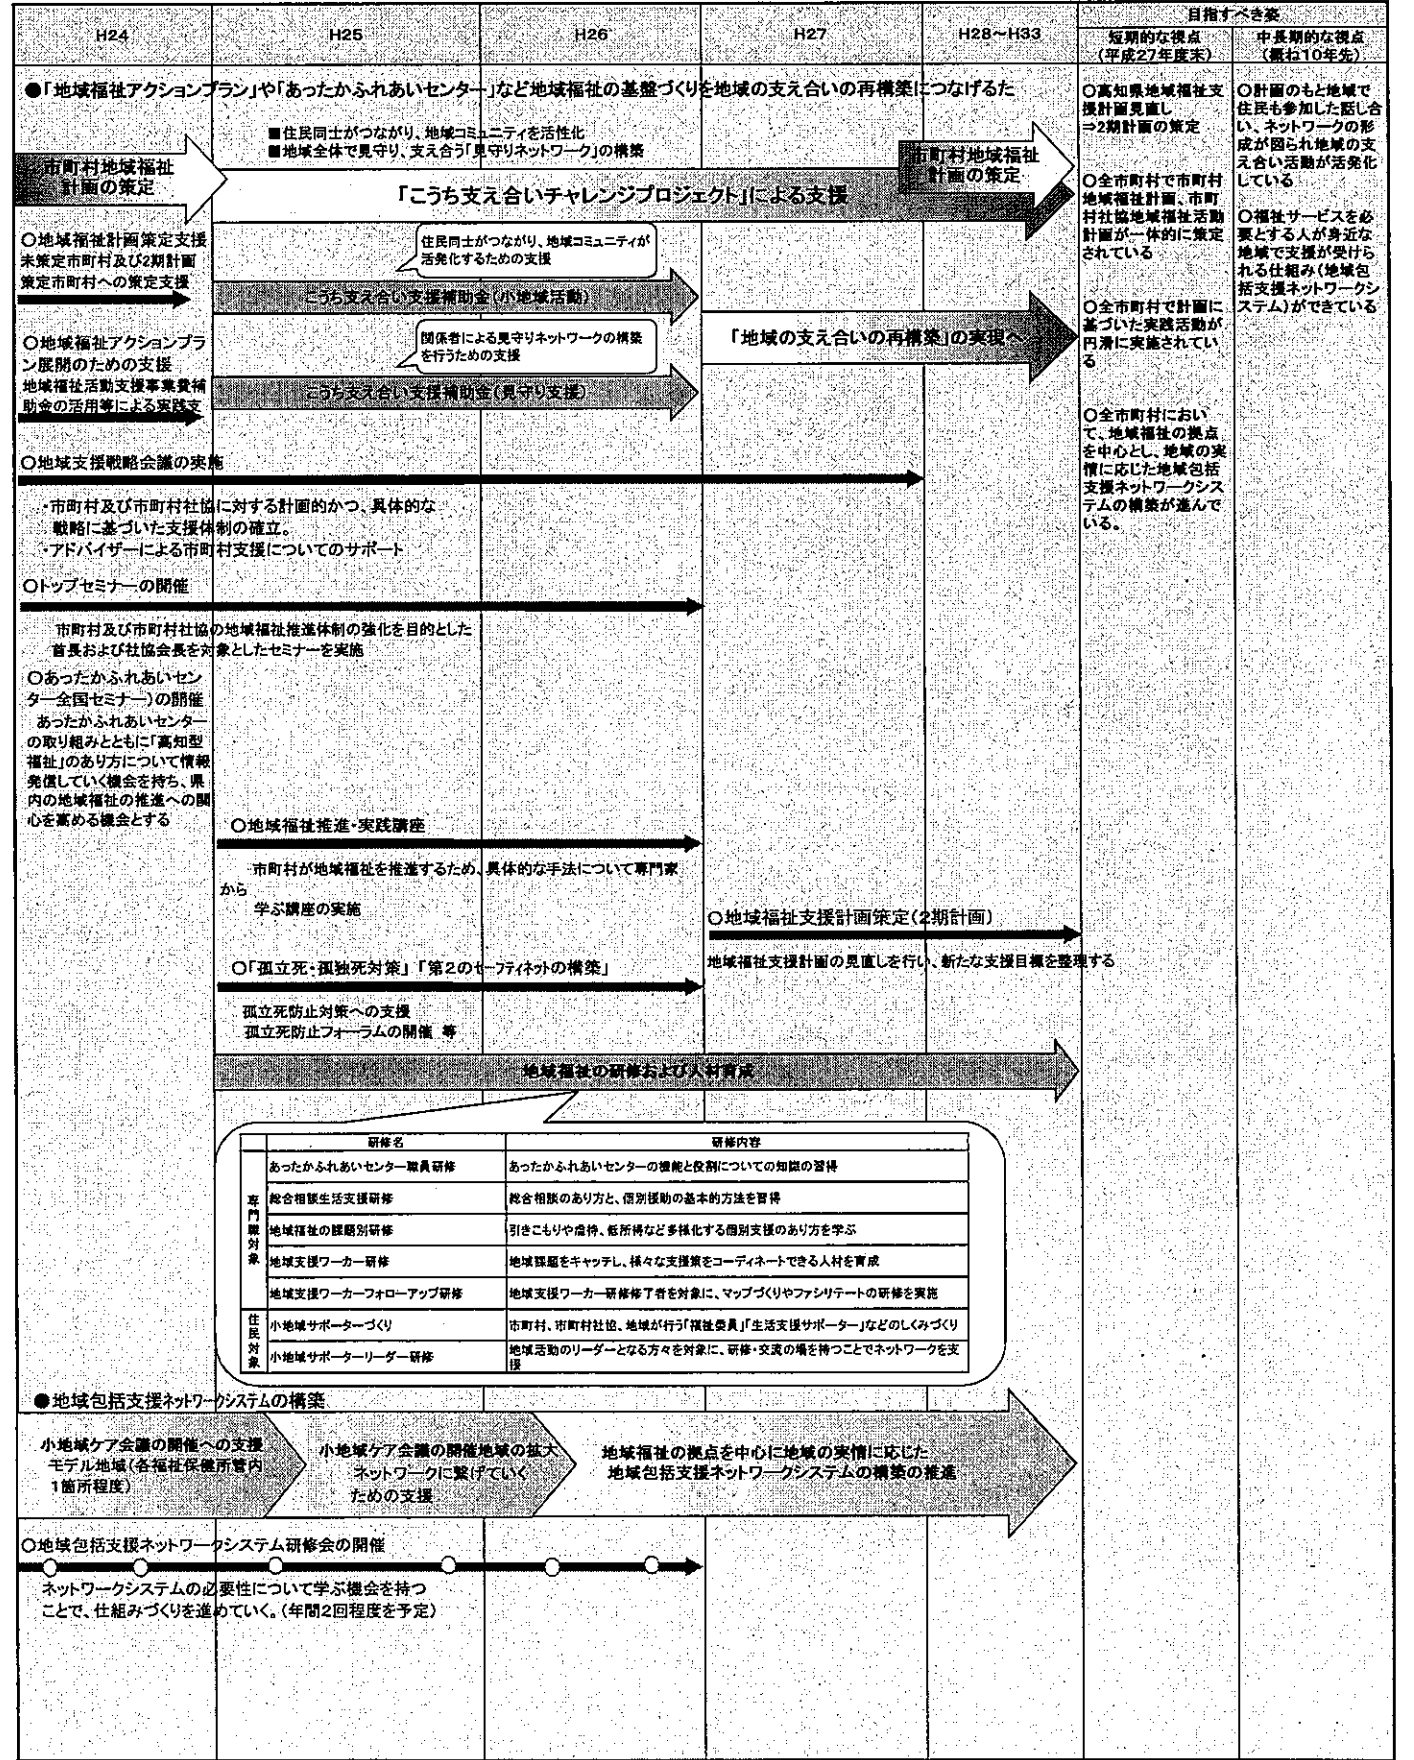 H24
H25
H26
H27
H28～H33
目指すべき姿
短期的な視点
(平成27年度末)
中長期的な視点
(概ね10年先)
●「地域福祉アクションプラン」や「あったかふれあいセンター」など地域福祉の基盤づくりを地域の支え合いの再構築につなげるた
■住民同士がつながり、地域コミュニティを活性化
■地域全体で見守り、支え合う「見守りネットワーク」の構築
市町村地域福祉
計画の策定
「こうち支え合いチャレンジプロジェクト」による支援
市町村地域福祉
計画の策定
○地域福祉計画策定支援
未策定市町村及び2期計画
策定市町村への策定支援
住民同士がつながり、地域コミュニティが
活発化するための支援
こうち支え合い支援補助金(小地域活動)
○地域福祉アクションプラ
ン展開のための支援
地域福祉活動支援事業費補
助金の活用等による実践支
関係者による見守りネットワークの構築
を行うための支援
こうち支え合い支援補助金(見守り支援)
「地域の支え合いの再構築」の実現へ
○地域支援戦略会議の実施
・市町村及び市町村社協に対する計画的かつ、具体的な
戦略に基づいた支援体制の確立。
・アドバイザーによる市町村支援についてのサポート
○トップセミナーの開催
市町村及び市町村社協の地域福祉推進体制の強化を目的とした
首長および社協会長を対象としたセミナーを実施
○あったかふれあいセン
ター全国セミナー)の開催
あったかふれあいセンター
の取り組みとともに「高知型
福祉」のあり方について情報
発信していく機会を持ち、県
内の地域福祉の推進への関
心を高める機会とする
○地域福祉推進・実践講座
市町村が地域福祉を推進するため、具体的な手法について専門家
から
学ぶ講座の実施
○地域福祉支援計画策定(2期計画)
地域福祉支援計画の見直しを行い、新たな支援目標を整理する
○「孤立死・孤独死対策」「第2のセーフティネットの構築」
孤立死防止対策への支援
孤立死防止フォーラムの開催 等
地域福祉の研修および人材育成
研修名
研修内容
専門職対象
あったかふれあいセンター職員研修
あったかふれあいセンターの機能と役割についての知識の習得
総合相談生活支援研修
総合相談のあり方と、個別援助の基本的方法を習得
地域福祉の課題別研修
引きこもりや虐待、低所得など多様化する個別支援のあり方を学ぶ
地域支援ワーカー研修
地域課題をキャッチし、様々な支援策をコーディネートできる人材を育成
地域支援ワーカーフォローアップ研修
地域支援ワーカー研修修了者を対象に、マップづくりやファシリテートの研修を実施
住民対象
小地域サポーターづくり
市町村、市町村社協、地域が行う「福祉委員」「生活支援サポーター」などのしくみづくり
小地域サポーターリーダー研修
地域活動のリーダーとなる方々を対象に、研修・交流の場を持つことでネットワークを支
援
●地域包括支援ネットワークシステムの構築
小地域ケア会議の開催への支援
モデル地域(各福祉保健所管内
1箇所程度)
小地域ケア会議の開催地域の拡大
ネットワークに繋げていく
ための支援
地域福祉の拠点を中心に地域の実情に応じた
地域包括支援ネットワークシステムの構築の推進
○地域包括支援ネットワークシステム研修会の開催
ネットワークシステムの必要性について学ぶ機会を持つ
ことで、仕組みづくりを進めていく。(年間2回程度を予定)
○高知県地域福祉支
援計画見直し
⇒2期計画の策定
○全市町村で市町村
地域福祉計画、市町
村社協地域福祉活動
計画が一体的に策定
されている
○全市町村で計画に
基づいた実践活動が
円滑に実施されてい
る
○全市町村におい
て、地域福祉の拠点
を中心とし、地域の実
情に応じた地域包括
支援ネットワークシス
テムの構築が進んで
いる。
○計画のもと地域で
住民も参加した話し合
い、ネットワークの形
成が図られ地域の支
え合い活動が活発化
している
○福祉サービスを必
要とする人が身近な
地域で支援が受けら
れる仕組み(地域包
括支援ネットワークシ
ステム)ができている